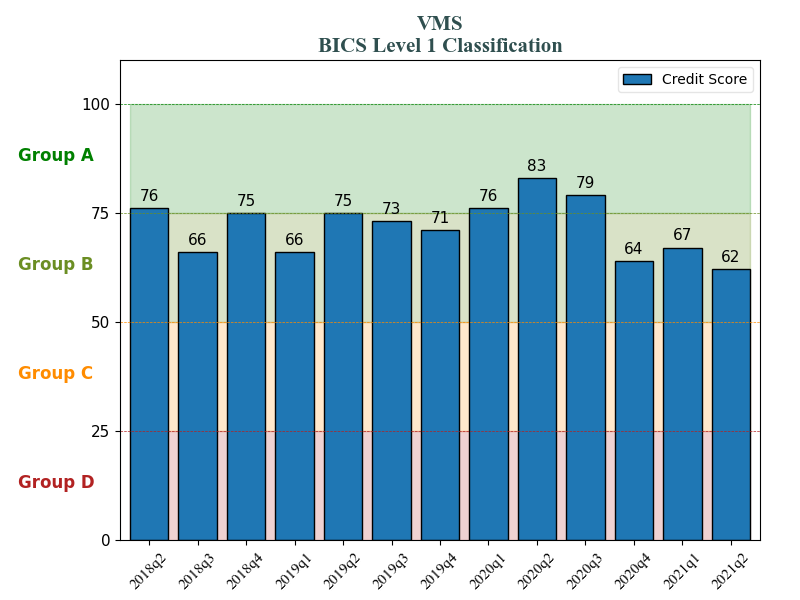 VMS
BICS Level 1 Classification
Credit Score
100
Group A
76
66
75
66
75
73
71
76
83
79
64
67
62
75
Group B
50
Group C
25
Group D
0
2018q2
2018q3
2018q4
2019q1
2019q2
2019q3
2019q4
2020q1
2020q2
2020q3
2020q4
2021q1
2021q2